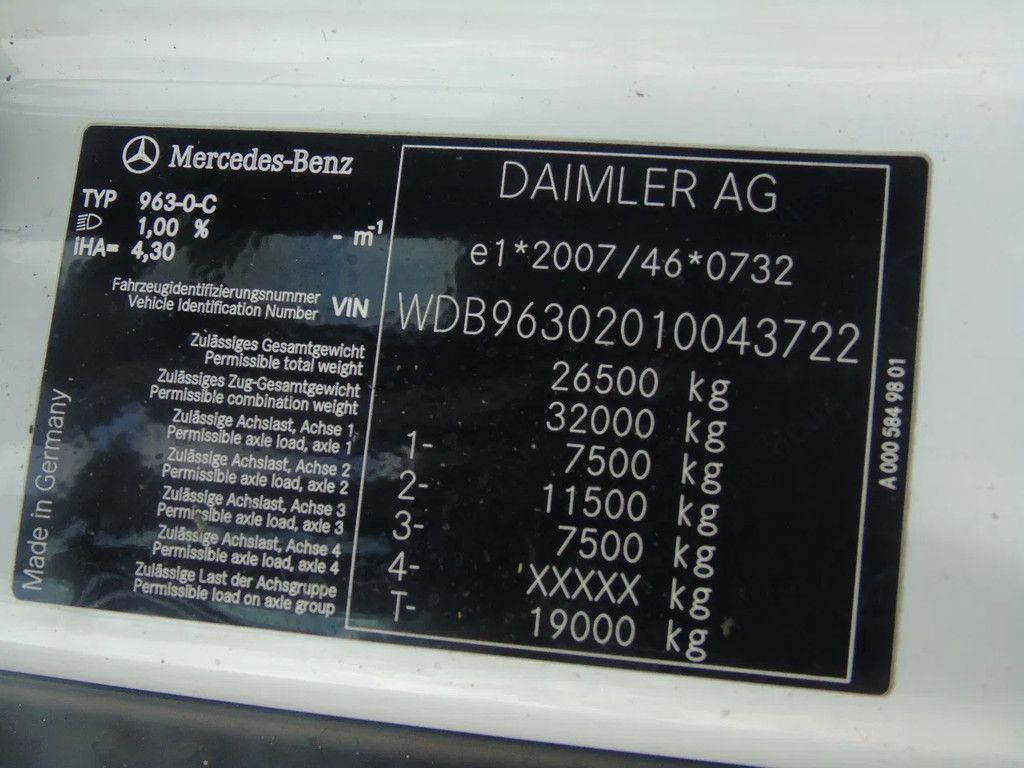 Mercedes-Benz
TYP 963-0-C
1,00 % - m-1
iHA= 4,30
Fahrzeugidentifizierungsnummer
Vehicle Identification Number VIN
Zulässiges Gesamtgewicht
Permissible total weight
Zulässiges Zug-Gesamtgewicht
Permissible combination weight
Zulässige Achslast, Achse 1
Permissible axle load, axle 1
Zulässige Achslast, Achse 2
Permissible axle load, axle 2
Zulässige Achslast, Achse 3
Permissible axle load, axle 3
Zulässige Achslast, Achse 4
Permissible axle load, axle 4
Zulässige Last der Achsgruppe
Permissible load on axle group
Made in Germany
DAIMLER AG
e1*2007/46*0732
WDB96302010043722
26500 kg
32000 kg
1- 7500 kg
2- 11500 kg
3- 7500 kg
4- XXXXX kg
T- 19000 kg
A 000 584 98 01